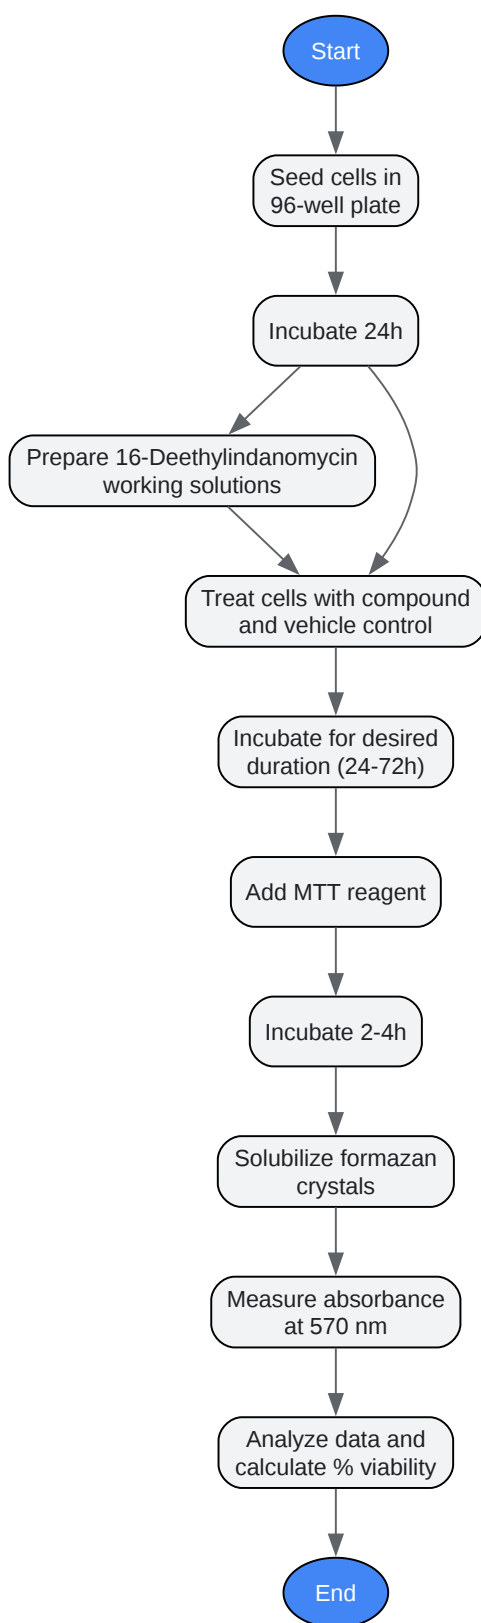 Start
Seed cells in
96-well plate
Incubate 24h
Prepare 16-Deethylindanomycin
working solutions
Treat cells with compound
and vehicle control
Incubate for desired
duration (24-72h)
Add MTT reagent
Incubate 2-4h
Solubilize formazan
crystals
Measure absorbance
at 570 nm
Analyze data and
calculate % viability
End